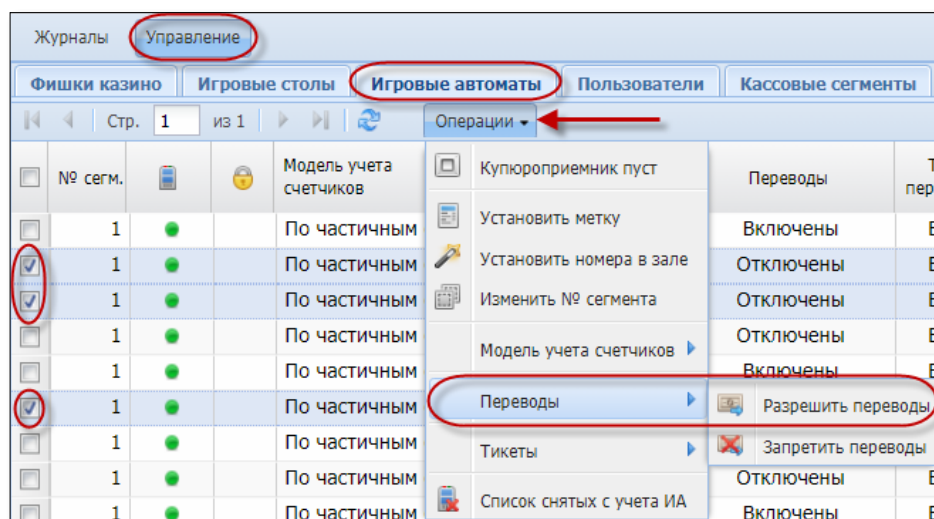 Журналы Управление
Фишки казино Игровые столы Игровые автоматы Пользователи Кассовые сегменты
Стр. 1 из 1 Операции
№ сегм. Модель учета счетчиков Переводы
Купюроприемник пуст
Установить метку
Установить номера в зале
Изменить № сегмента
Модель учета счетчиков
Переводы
Тикеты
Список снятых с учета ИА
Разрешить переводы
Запретить переводы
1 По частичным Включены
1 По частичным Отключены
1 По частичным Отключены
1 По частичным Отключены
1 По частичным Включены
1 По частичным
1 По частичным
1 По частичным Отключены
1 По частичным Включены